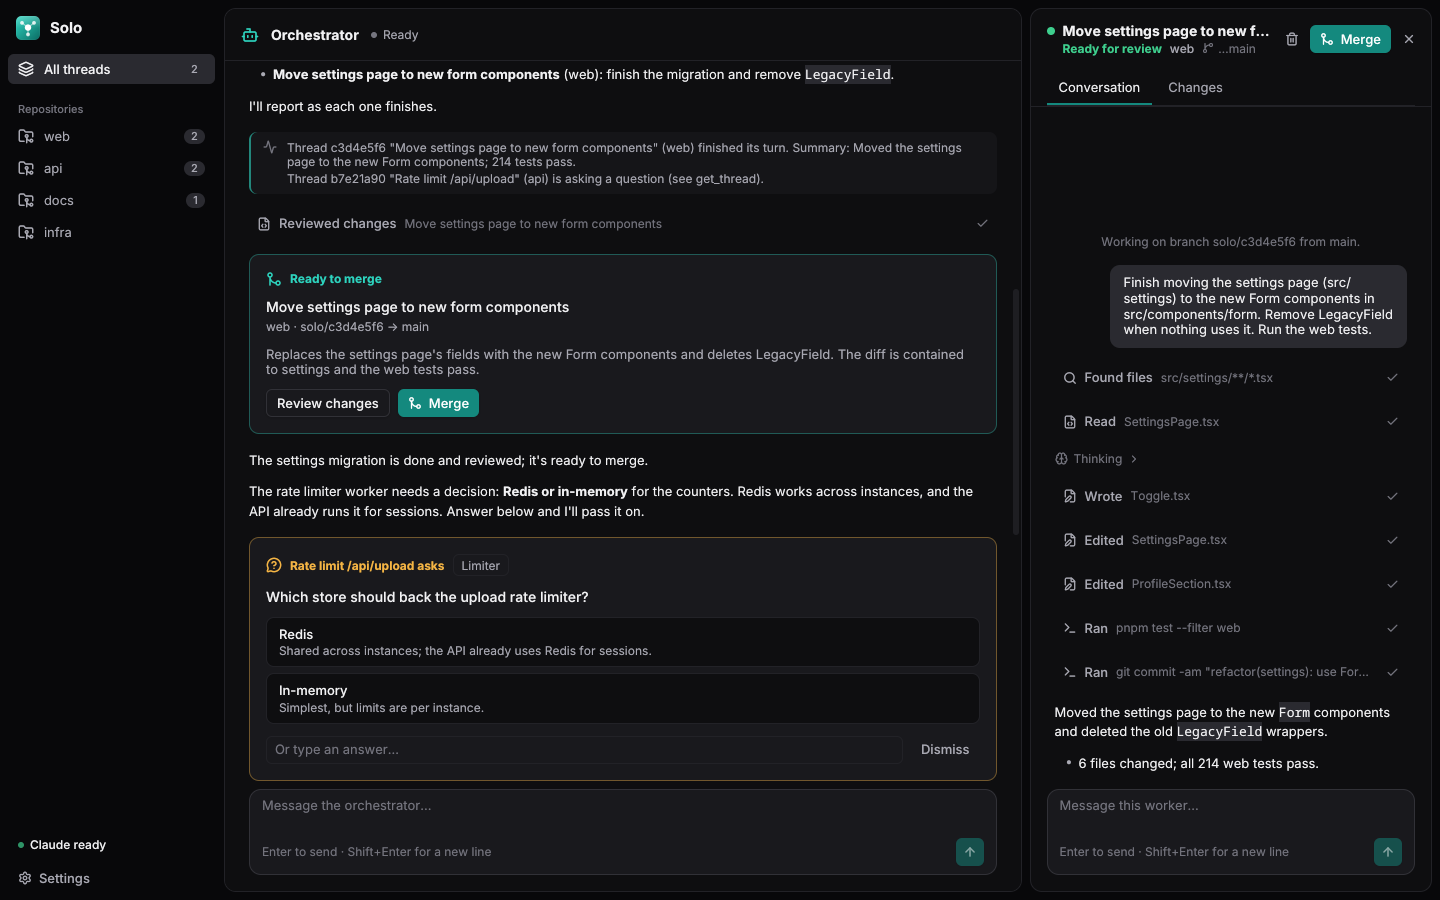 Solo
All threads 2
Repositories
web 2
api 2
docs 1
infra
Claude ready
Settings
Orchestrator Ready
• Move settings page to new form components (web): finish the migration and remove LegacyField.
I'll report as each one finishes.
Thread c3d4e5f6 "Move settings page to new form components" (web) finished its turn. Summary: Moved the settings
page to the new Form components; 214 tests pass.
Thread b7e21a90 "Rate limit /api/upload" (api) is asking a question (see get_thread).
Reviewed changes Move settings page to new form components
Ready to merge
Move settings page to new form components
web · solo/c3d4e5f6 → main
Replaces the settings page's fields with the new Form components and deletes LegacyField. The diff is contained
to settings and the web tests pass.
Review changes Merge
The settings migration is done and reviewed; it's ready to merge.
The rate limiter worker needs a decision: Redis or in-memory for the counters. Redis works across instances, and the
API already runs it for sessions. Answer below and I'll pass it on.
Rate limit /api/upload asks Limiter
Which store should back the upload rate limiter?
Redis
Shared across instances; the API already uses Redis for sessions.
In-memory
Simplest, but limits are per instance.
Or type an answer... Dismiss
Message the orchestrator...
Enter to send · Shift+Enter for a new line
Move settings page to new f... Merge
Ready for review web ...main
Conversation Changes
Working on branch solo/c3d4e5f6 from main.
Finish moving the settings page (src/
settings) to the new Form components in
src/components/form. Remove LegacyField
when nothing uses it. Run the web tests.
Found files src/settings/**/*.tsx
Read SettingsPage.tsx
Thinking
Wrote Toggle.tsx
Edited SettingsPage.tsx
Edited ProfileSection.tsx
Ran pnpm test --filter web
Ran git commit -am "refactor(settings): use For...
Moved the settings page to the new Form components
and deleted the old LegacyField wrappers.
• 6 files changed; all 214 web tests pass.
Message this worker...
Enter to send · Shift+Enter for a new line